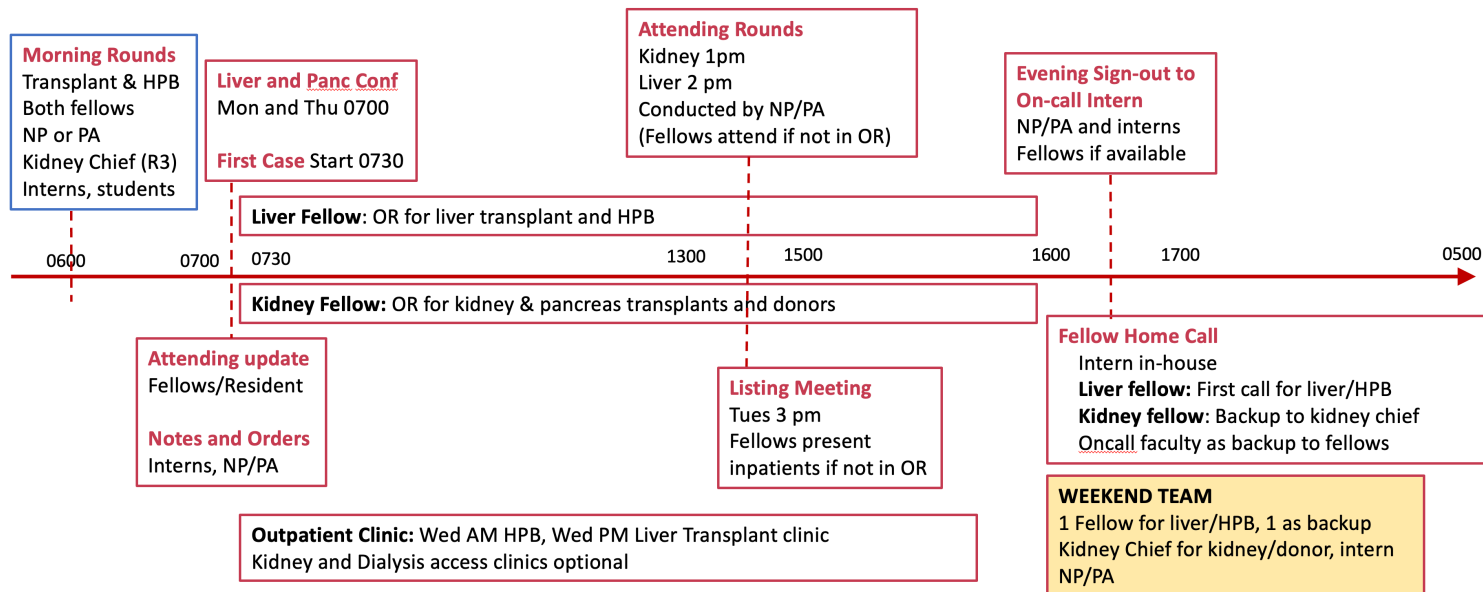 Morning Rounds
Transplant & HPB
Both fellows
NP or PA
Kidney Chief (R3)
Interns, students
Liver and Panc Conf
Mon and Thu 0700
First Case Start 0730
Attending Rounds
Kidney 1pm
Liver 2 pm
Conducted by NP/PA
(Fellows attend if not in OR)
Evening Sign-out to
On-call Intern
NP/PA and interns
Fellows if available
Liver Fellow: OR for liver transplant and HPB
0600
0700
0730
1300
1500
1600
1700
0500
Kidney Fellow: OR for kidney & pancreas transplants and donors
Attending update
Fellows/Resident
Notes and Orders
Interns, NP/PA
Listing Meeting
Tues 3 pm
Fellows present
inpatients if not in OR
Fellow Home Call
Intern in-house
Liver fellow: First call for liver/HPB
Kidney fellow: Backup to kidney chief
Oncall faculty as backup to fellows
Outpatient Clinic: Wed AM HPB, Wed PM Liver Transplant clinic
Kidney and Dialysis access clinics optional
WEEKEND TEAM
1 Fellow for liver/HPB, 1 as backup
Kidney Chief for kidney/donor, intern
NP/PA